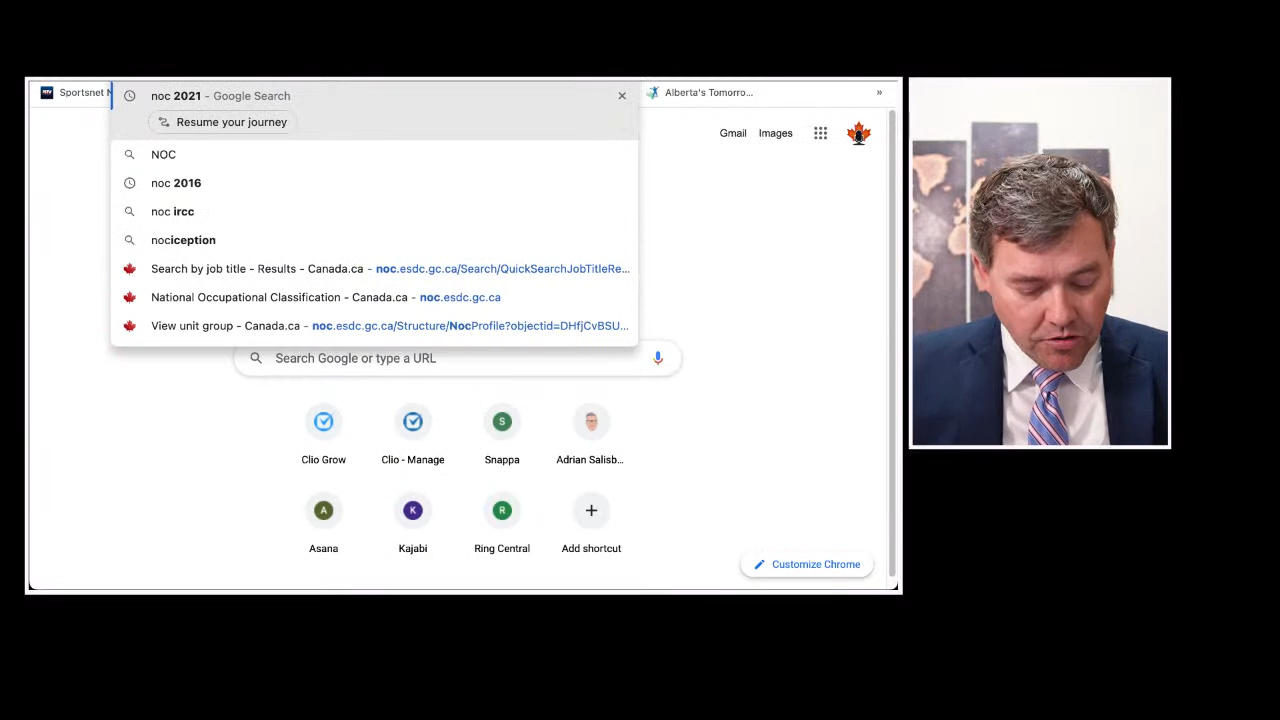 Sportsnet N
noc 2021 - Google Search
Resume your journey
NOC
noc 2016
noc ircc
nociception
Search by job title - Results - Canada.ca - noc.esdc.gc.ca/Search/QuickSearchJobTitleRe...
National Occupational Classification - Canada.ca - noc.esdc.gc.ca
View unit group - Canada.ca - noc.esdc.gc.ca/Structure/NocProfile?objectid=DHfjCvBSU...
Alberta's Tomorro...
»
Gmail Images
Search Google or type a URL
S
Clio Grow Clio - Manage Snappa Adrian Salisb...
A K R
Asana Kajabi Ring Central Add shortcut
Customize Chrome